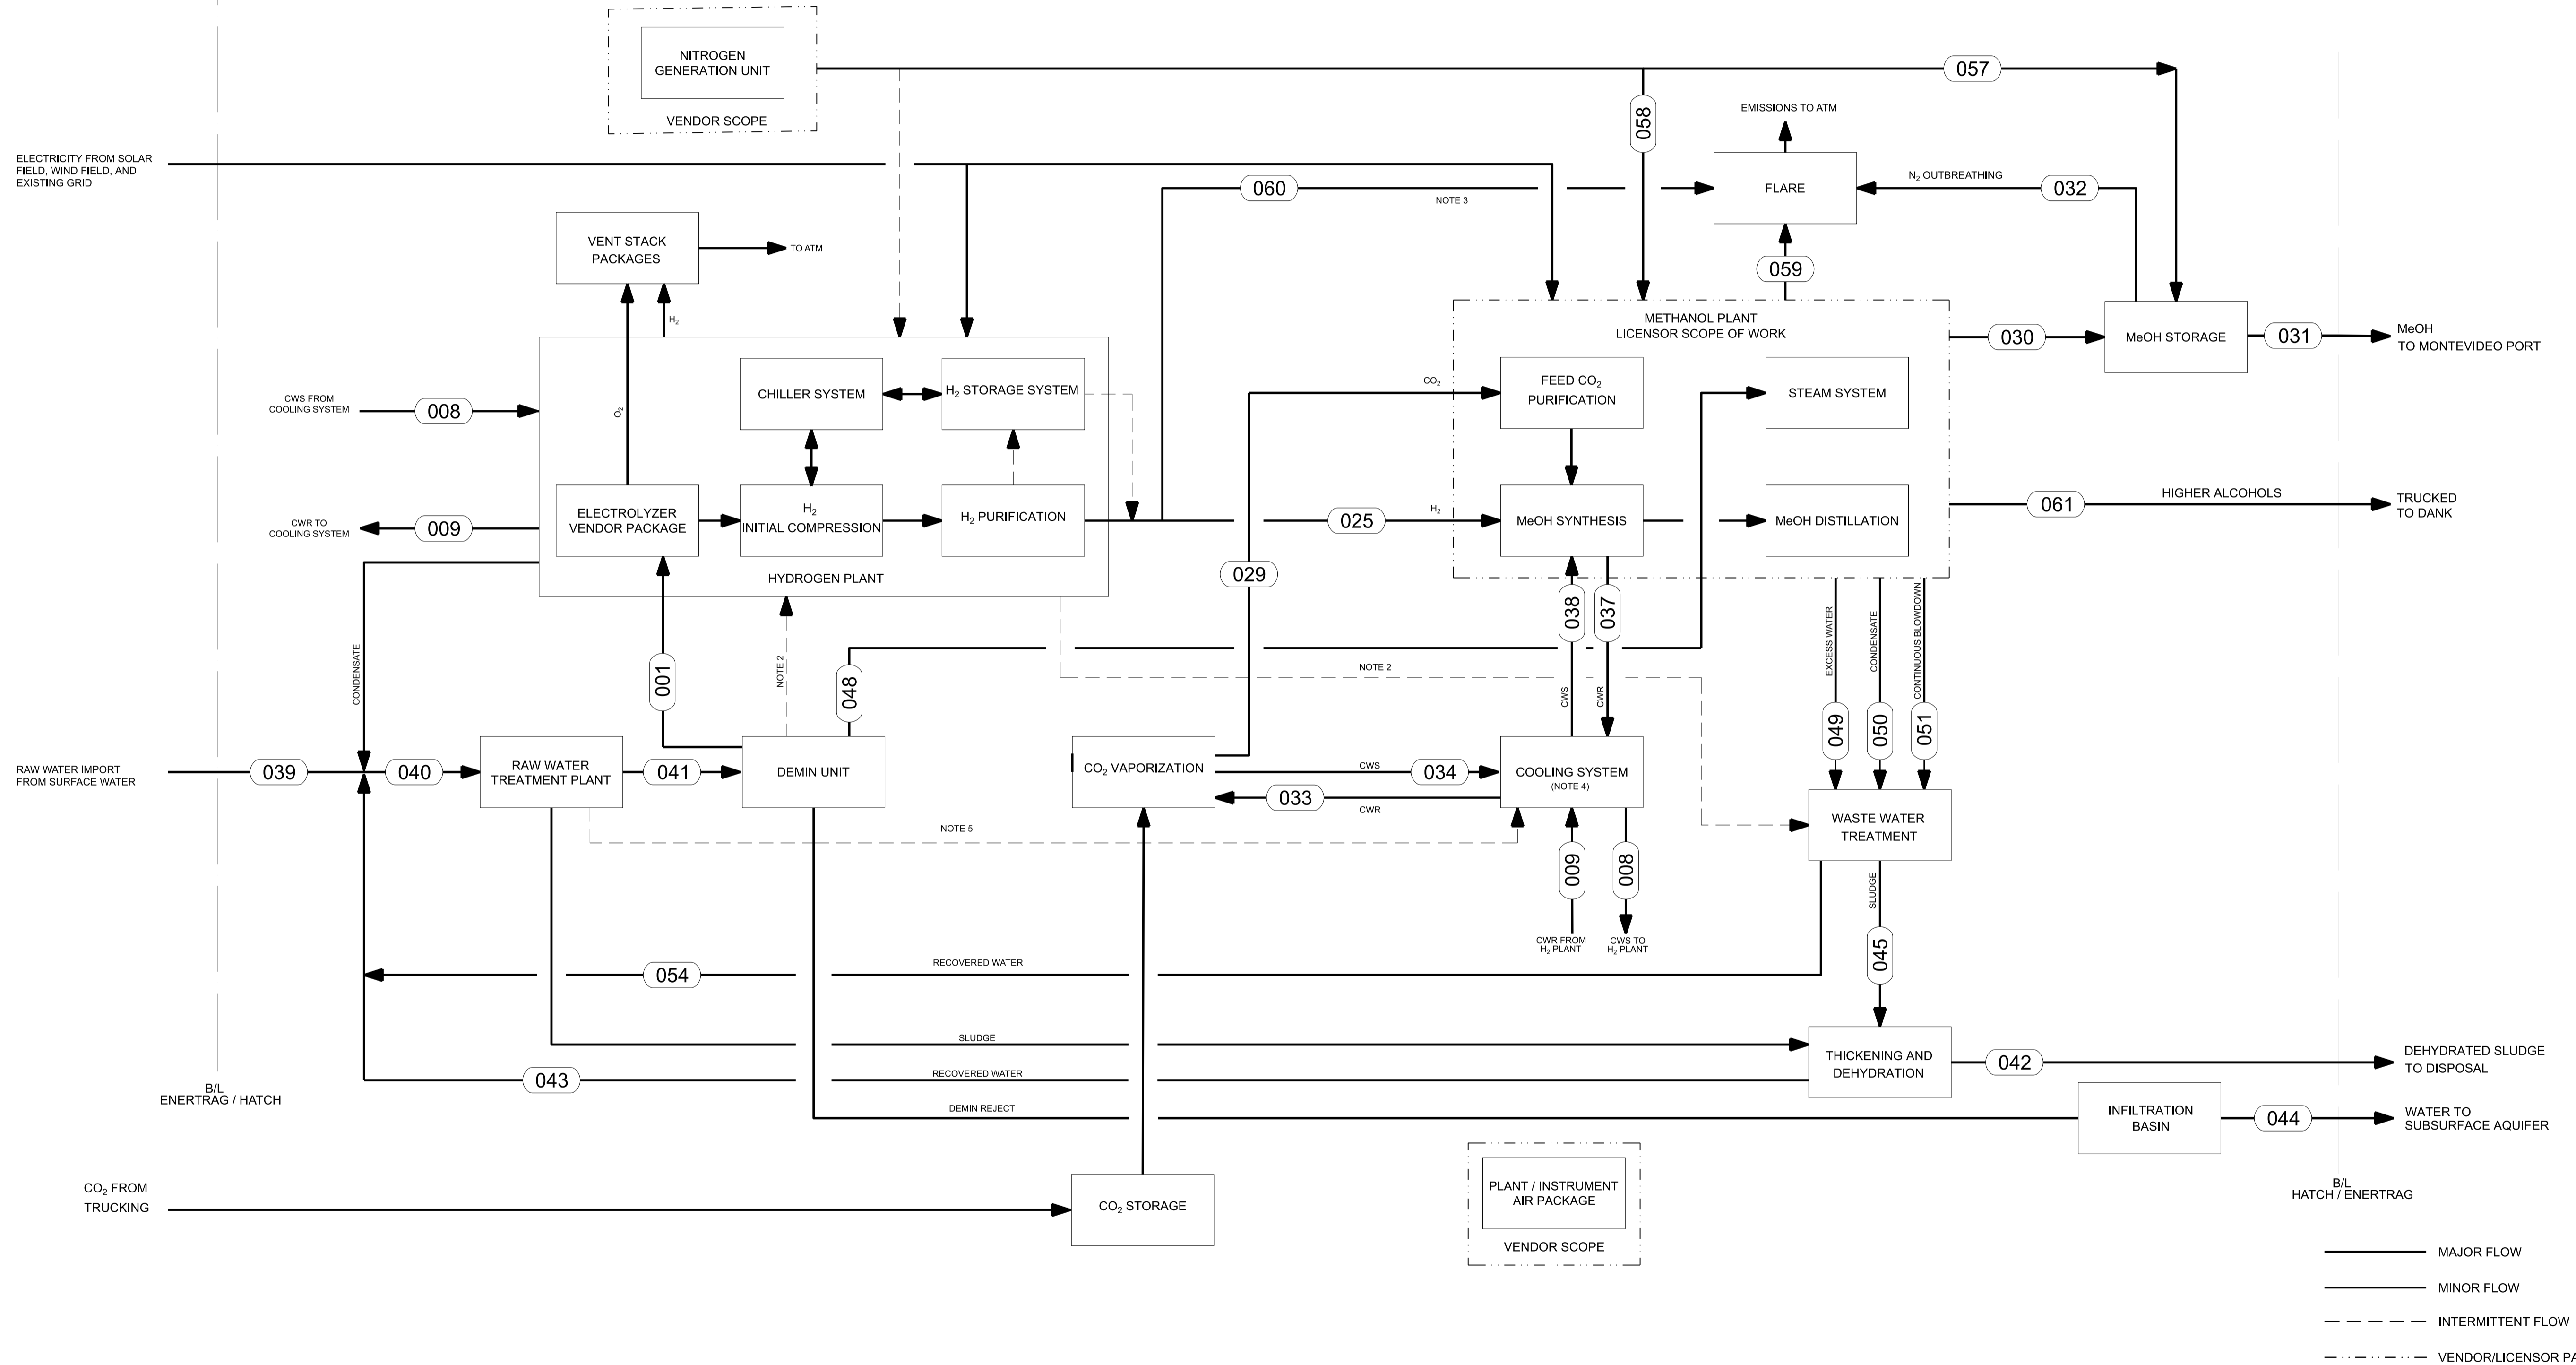 NITROGEN
GENERATION UNIT
VENDOR SCOPE
057
058
EMISSIONS TO ATM
ELECTRICITY FROM SOLAR
FIELD, WIND FIELD, AND
EXISTING GRID
060
NOTE 3
FLARE
N₂ OUTBREATHING
032
VENT STACK
PACKAGES
TO ATM
059
H₂
METHANOL PLANT
LICENSOR SCOPE OF WORK
030
MeOH STORAGE
031
MeOH
TO MONTEVIDEO PORT
CWS FROM
COOLING SYSTEM
008
O₂
CHILLER SYSTEM
H₂ STORAGE SYSTEM
CO₂
FEED CO₂
PURIFICATION
STEAM SYSTEM
CWR TO
COOLING SYSTEM
009
ELECTROLYZER
VENDOR PACKAGE
H₂
INITIAL COMPRESSION
H₂ PURIFICATION
025
H₂
MeOH SYNTHESIS
MeOH DISTILLATION
061
HIGHER ALCOHOLS
TRUCKED
TO DANK
HYDROGEN PLANT
029
038
037
CONDENSATE
001
NOTE 2
048
NOTE 2
CWS
CWR
EXCESS WATER
CONDENSATE
CONTINUOUS BLOWDOWN
049
050
051
RAW WATER IMPORT
FROM SURFACE WATER
039
040
RAW WATER
TREATMENT PLANT
041
DEMIN UNIT
CO₂ VAPORIZATION
CWS
034
033
CWR
COOLING SYSTEM
(NOTE 4)
NOTE 5
WASTE WATER
TREATMENT
009
008
CWR FROM
H₂ PLANT
CWS TO
H₂ PLANT
SLUDGE
045
054
RECOVERED WATER
SLUDGE
043
RECOVERED WATER
THICKENING AND
DEHYDRATION
042
DEHYDRATED SLUDGE
TO DISPOSAL
B/L
ENERTRAG / HATCH
DEMIN REJECT
INFILTRATION
BASIN
044
WATER TO
SUBSURFACE AQUIFER
B/L
HATCH / ENERTRAG
CO₂ FROM
TRUCKING
CO₂ STORAGE
PLANT / INSTRUMENT
AIR PACKAGE
VENDOR SCOPE
MAJOR FLOW
MINOR FLOW
INTERMITTENT FLOW
VENDOR/LICENSOR PA